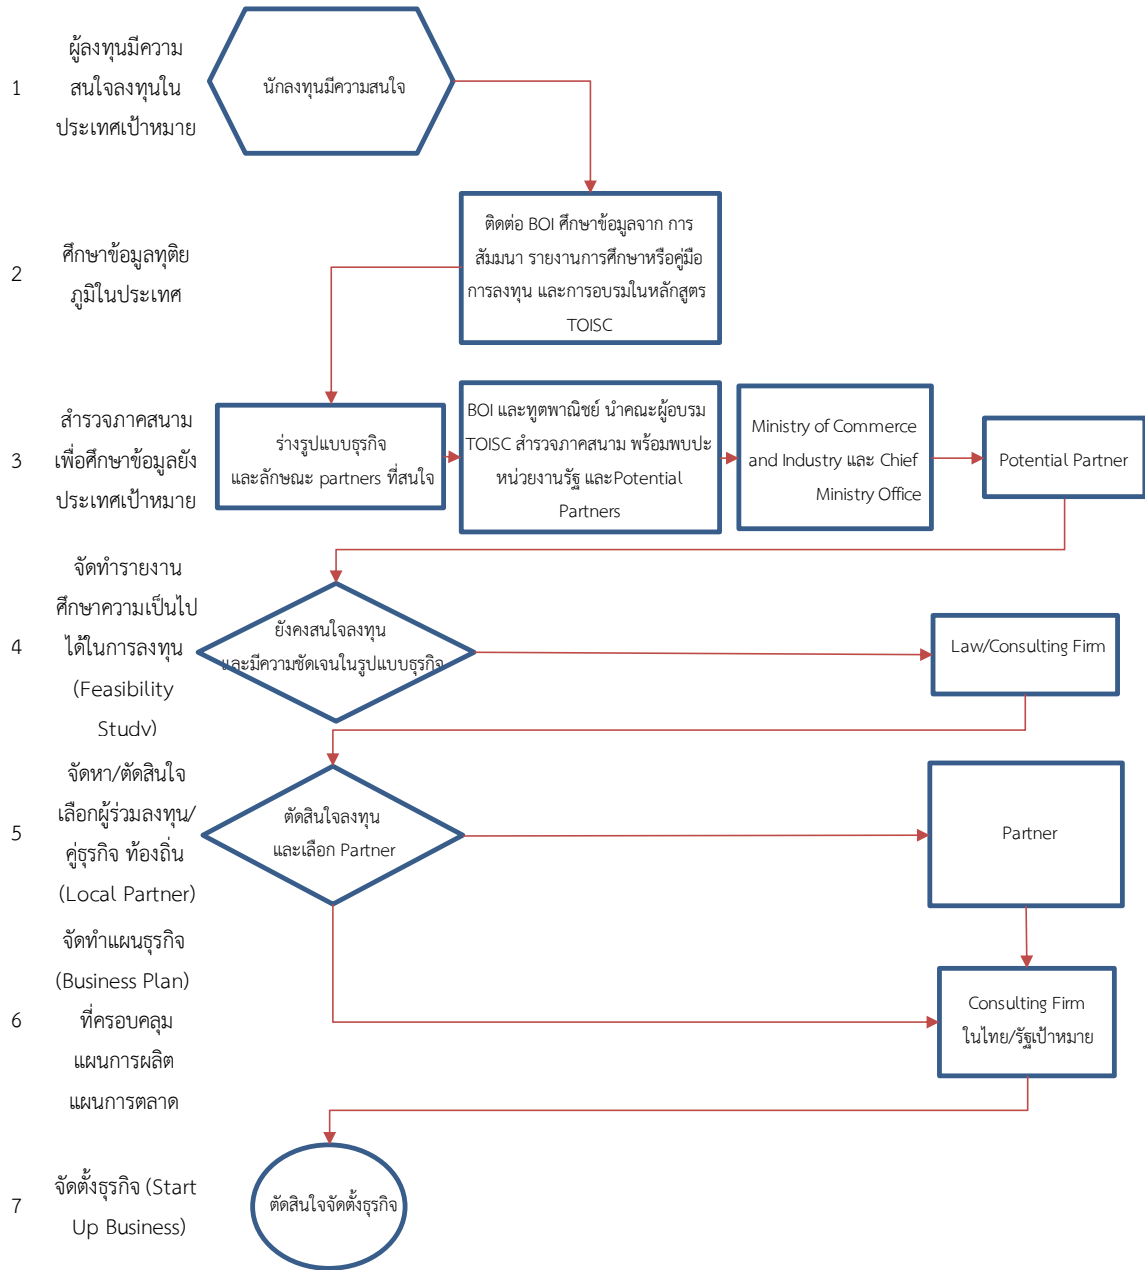 1
ผู้ลงทุนมีความ
สนใจลงทุนใน
ประเทศเป้าหมาย
นักลงทุนมีความสนใจ
2
ศึกษาข้อมูลทุติย
ภูมิในประเทศ
ติดต่อ BOI ศึกษาข้อมูลจาก การ
สัมมนา รายงานการศึกษาหรือคู่มือ
การลงทุน และการอบรมในหลักสูตร
TOISC
3
สำรวจภาคสนาม
เพื่อศึกษาข้อมูลยัง
ประเทศเป้าหมาย
ร่างรูปแบบธุรกิจ
และลักษณะ partners ที่สนใจ
BOI และทูตพาณิชย์ นำคณะผู้อบรม
TOISC สำรวจภาคสนาม พร้อมพบปะ
หน่วยงานรัฐ และPotential
Partners
Ministry of Commerce
and Industry และ Chief
Ministry Office
Potential Partner
4
จัดทำรายงาน
ศึกษาความเป็นไป
ได้ในการลงทุน
(Feasibility
Study)
ยังคงสนใจลงทุน
และมีความชัดเจนในรูปแบบธุรกิจ
Law/Consulting Firm
5
จัดหา/ตัดสินใจ
เลือกผู้ร่วมลงทุน/
คู่ธุรกิจ ท้องถิ่น
(Local Partner)
ตัดสินใจลงทุน
และเลือก Partner
Partner
6
จัดทำแผนธุรกิจ
(Business Plan)
ที่ครอบคลุม
แผนการผลิต
แผนการตลาด
Consulting Firm
ในไทย/รัฐเป้าหมาย
7
จัดตั้งธุรกิจ (Start
Up Business)
ตัดสินใจจัดตั้งธุรกิจ